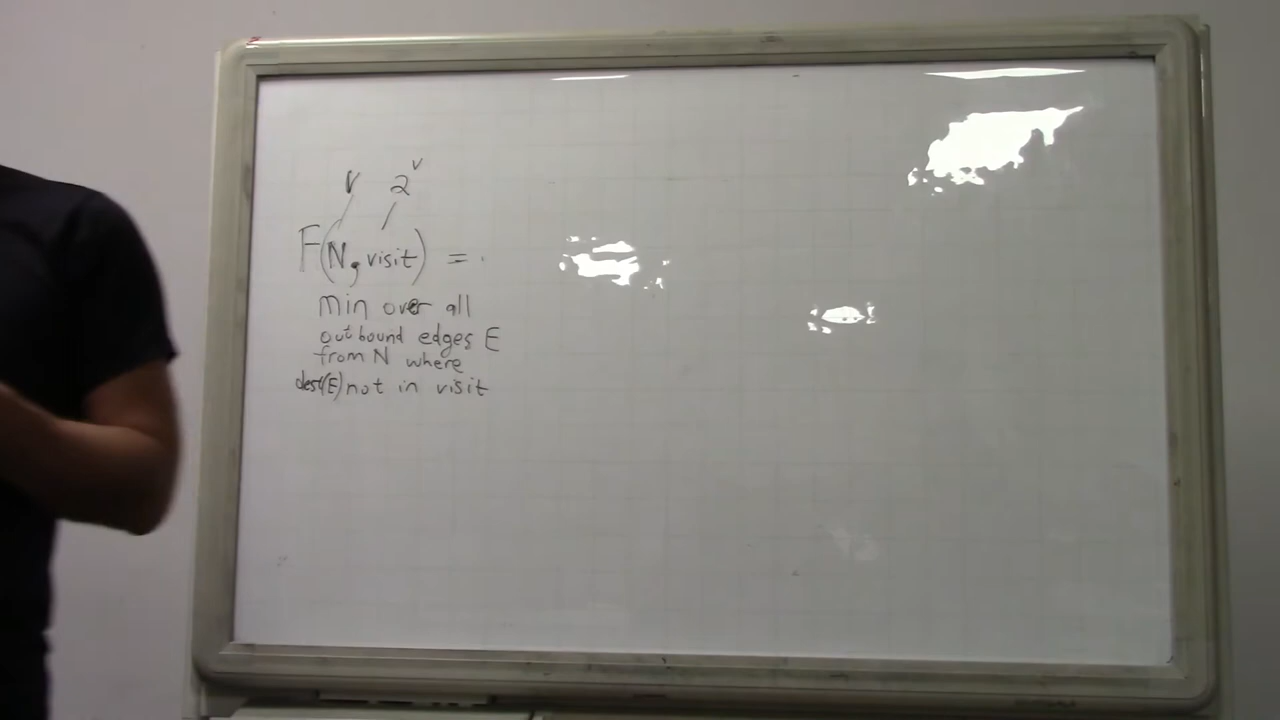 V 2^V
F(N, visit) =
min over all
outbound edges E
from N where
dest(E) not in visit